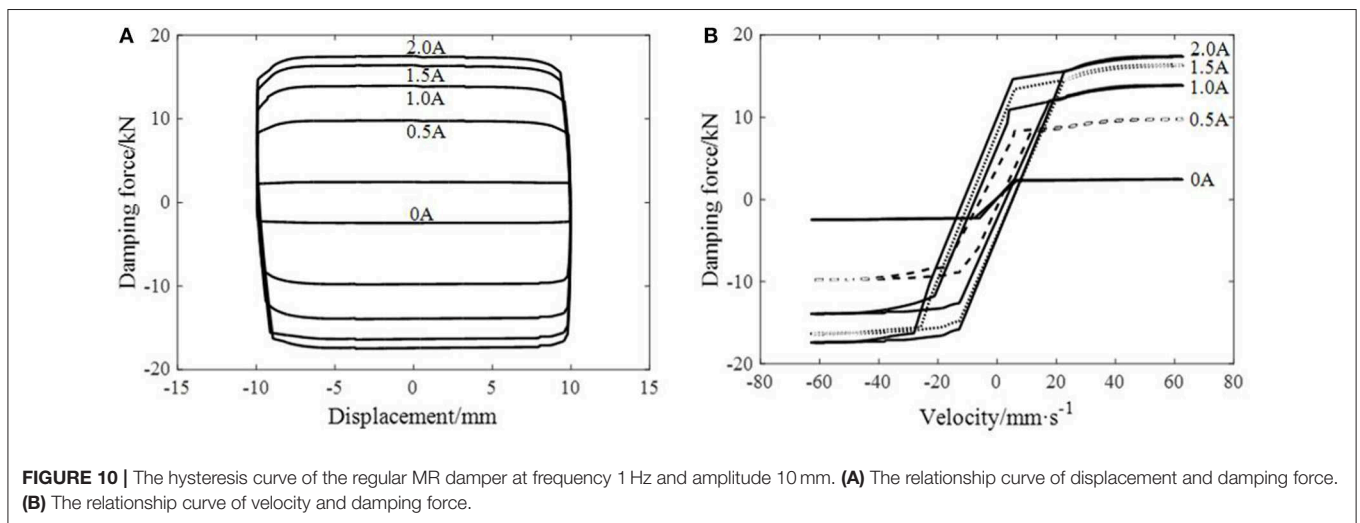 A
20
10
0
-10
-20
Damping force/kN
2.0A
1.5A
1.0A
0.5A
0A
-15 -10 -5 0 5 10 15
Displacement/mm
B
20
10
0
-10
-20
Damping force/kN
2.0A
1.5A
1.0A
0.5A
0A
-80 -60 -40 -20 0 20 40 60 80
Velocity/mm·s⁻¹
FIGURE 10 | The hysteresis curve of the regular MR damper at frequency 1 Hz and amplitude 10 mm. (A) The relationship curve of displacement and damping force.
(B) The relationship curve of velocity and damping force.